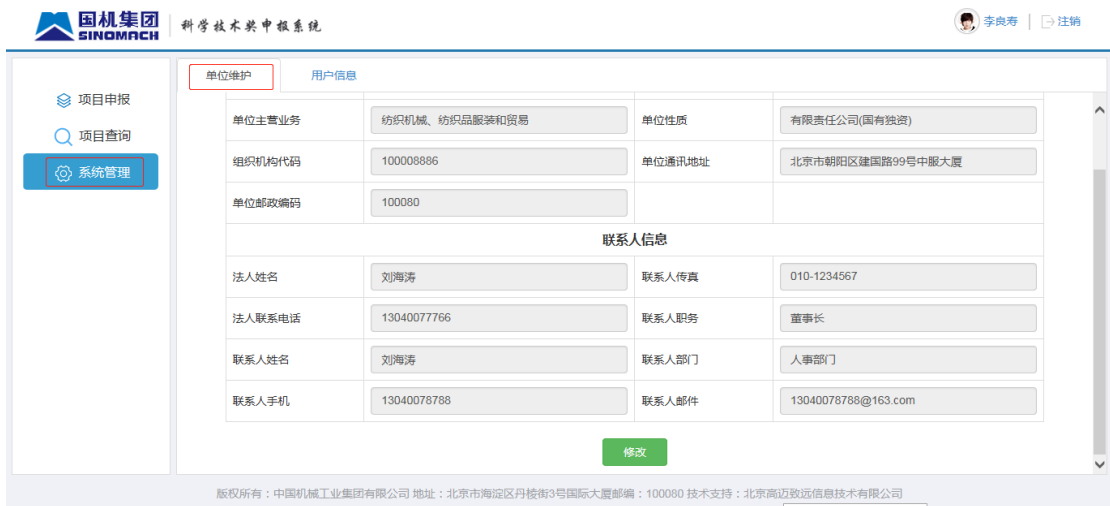 国机集团 SINOMACH 科学技术奖申报系统 李良寿 注销
单位维护 用户信息
项目申报
项目查询
系统管理
单位主营业务 纺织机械、纺织品服装和贸易 单位性质 有限责任公司(国有独资)
组织机构代码 100008886 单位通讯地址 北京市朝阳区建国路99号中服大厦
单位邮政编码 100080
联系人信息
法人姓名 刘海涛 联系人传真 010-1234567
法人联系电话 13040077766 联系人职务 董事长
联系人姓名 刘海涛 联系人部门 人事部门
联系人手机 13040078788 联系人邮件 13040078788@163.com
修改
版权所有：中国机械工业集团有限公司 地址：北京市海淀区丹棱街3号国际大厦邮编：100080 技术支持：北京高迈致远信息技术有限公司